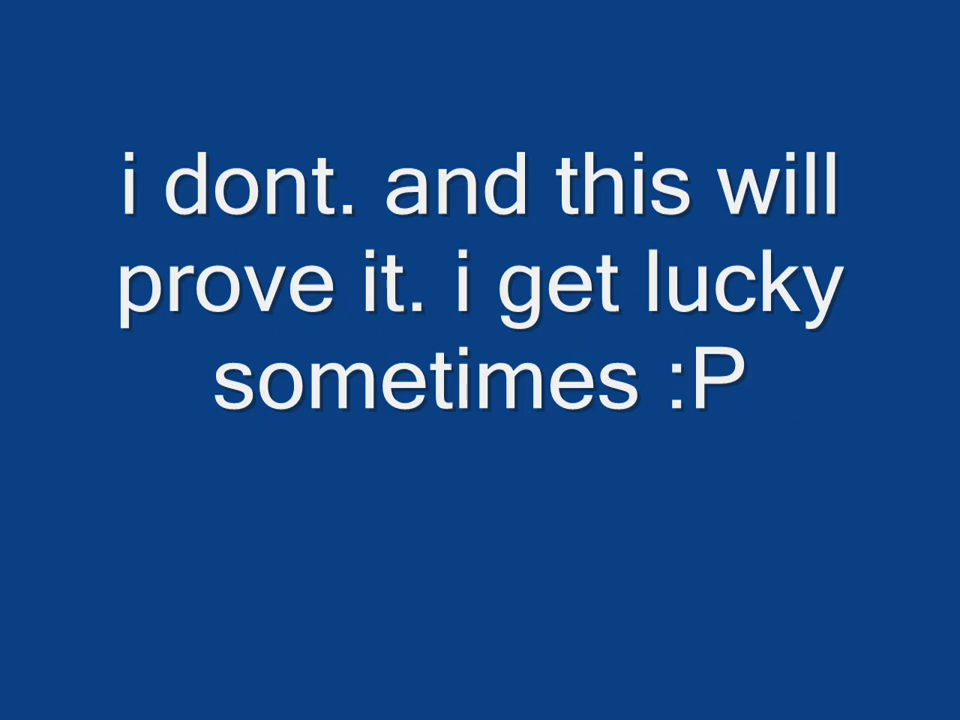 i dont. and this will
prove it. i get lucky
sometimes :P